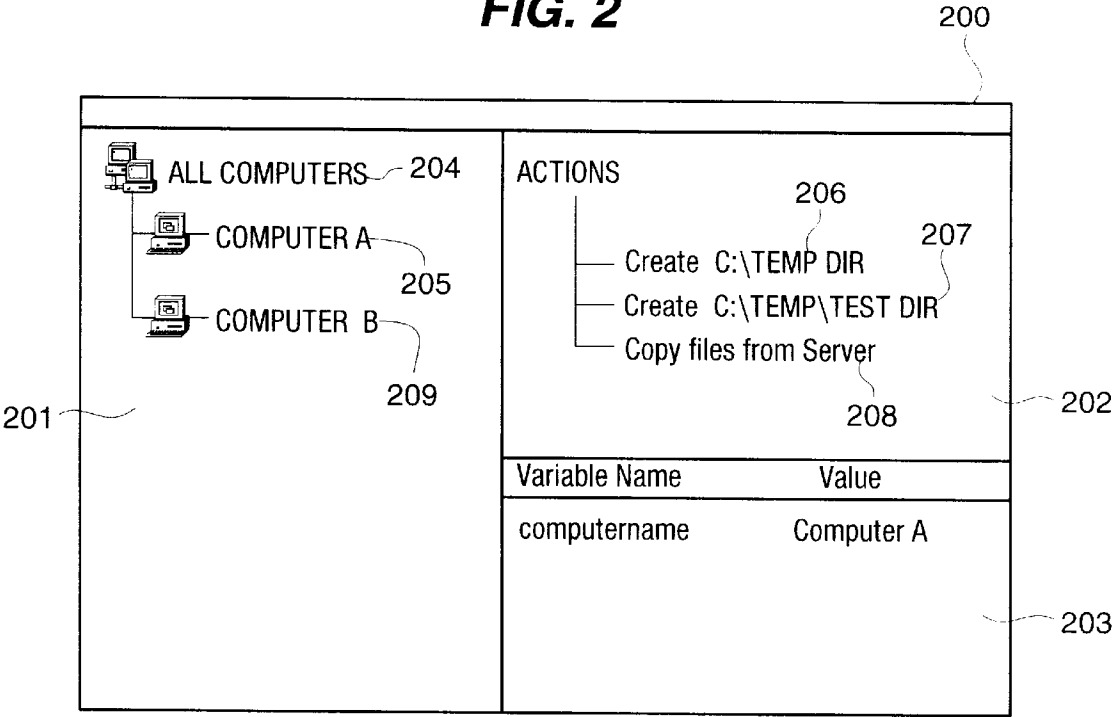 FIG. 2
200
ALL COMPUTERS 204
COMPUTER A
205
COMPUTER B
209
201
ACTIONS
206
207
Create C:\TEMP DIR
Create C:\TEMP\TEST DIR
Copy files from Server
208
202
Variable Name Value
computername Computer A
203